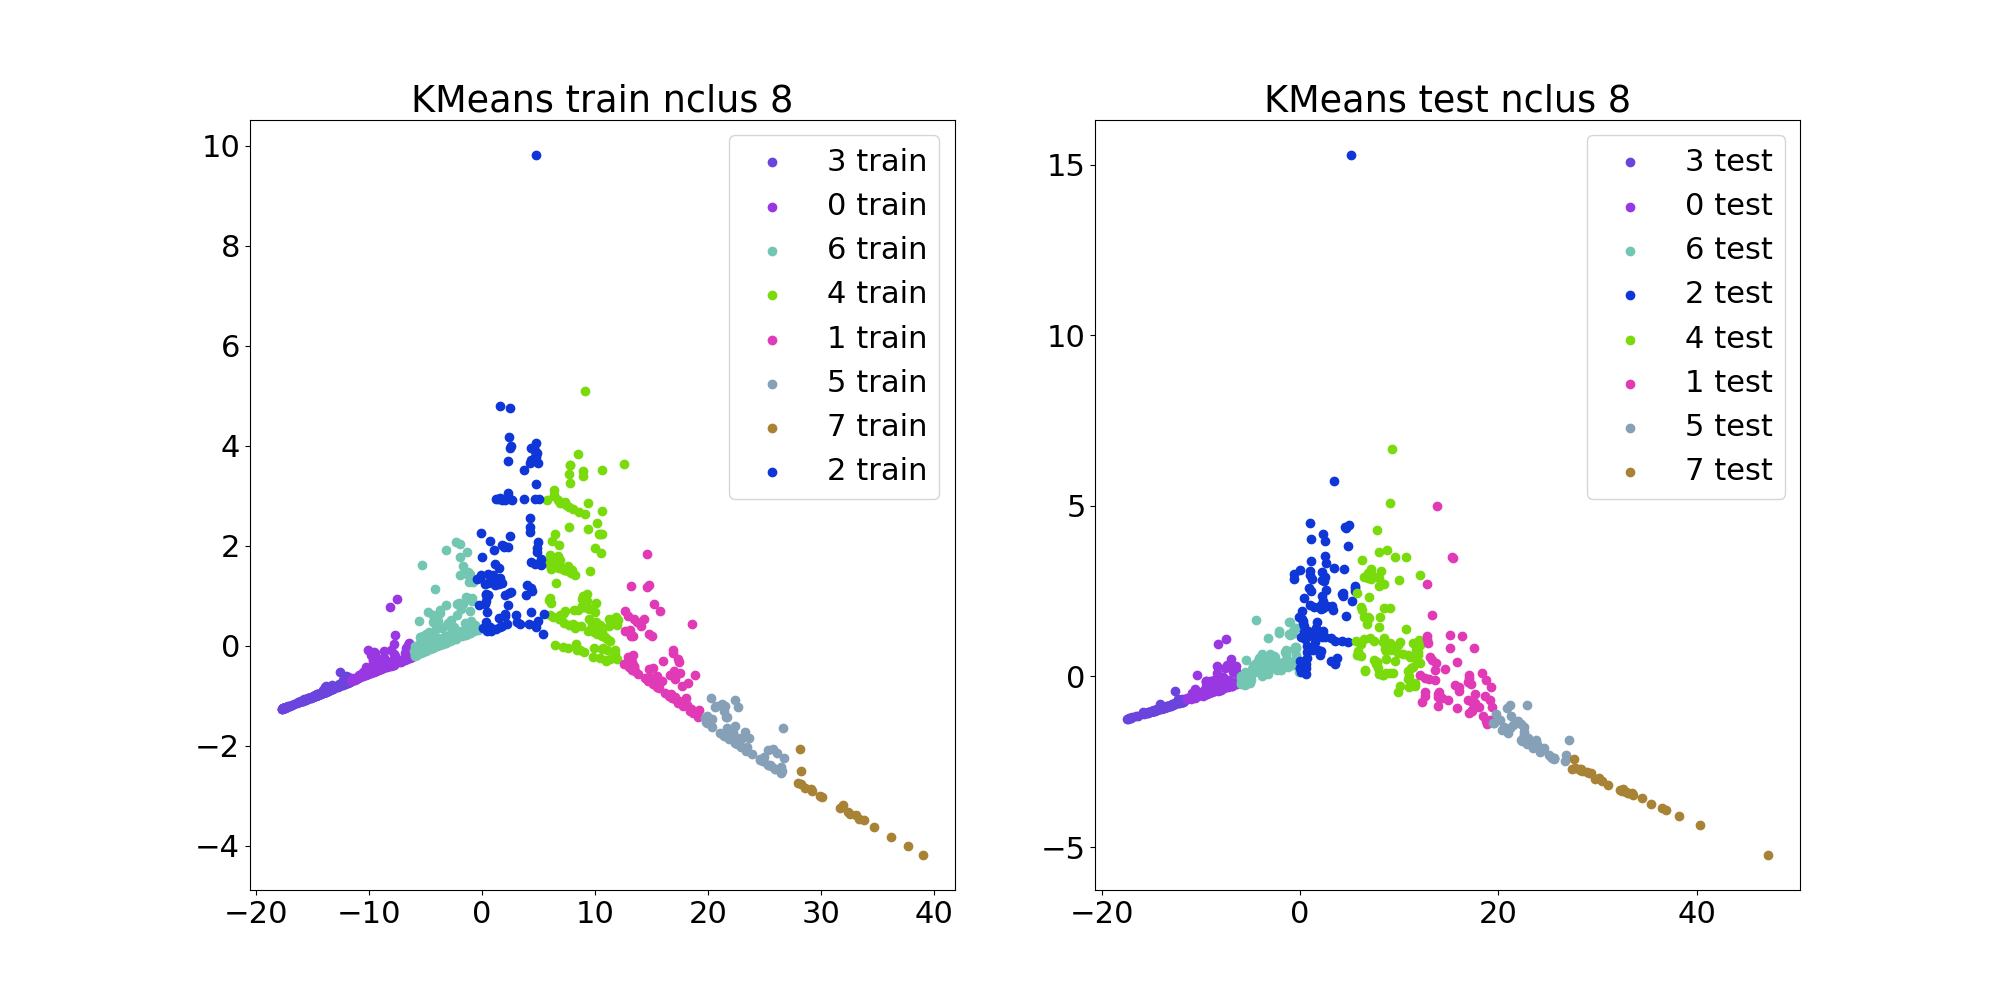 KMeans train nclus 8
10
8
6
4
2
0
−2
−4
−20
−10
0
10
20
30
40
3 train
0 train
6 train
4 train
1 train
5 train
7 train
2 train
KMeans test nclus 8
15
10
5
0
−5
−20
0
20
40
3 test
0 test
6 test
2 test
4 test
1 test
5 test
7 test